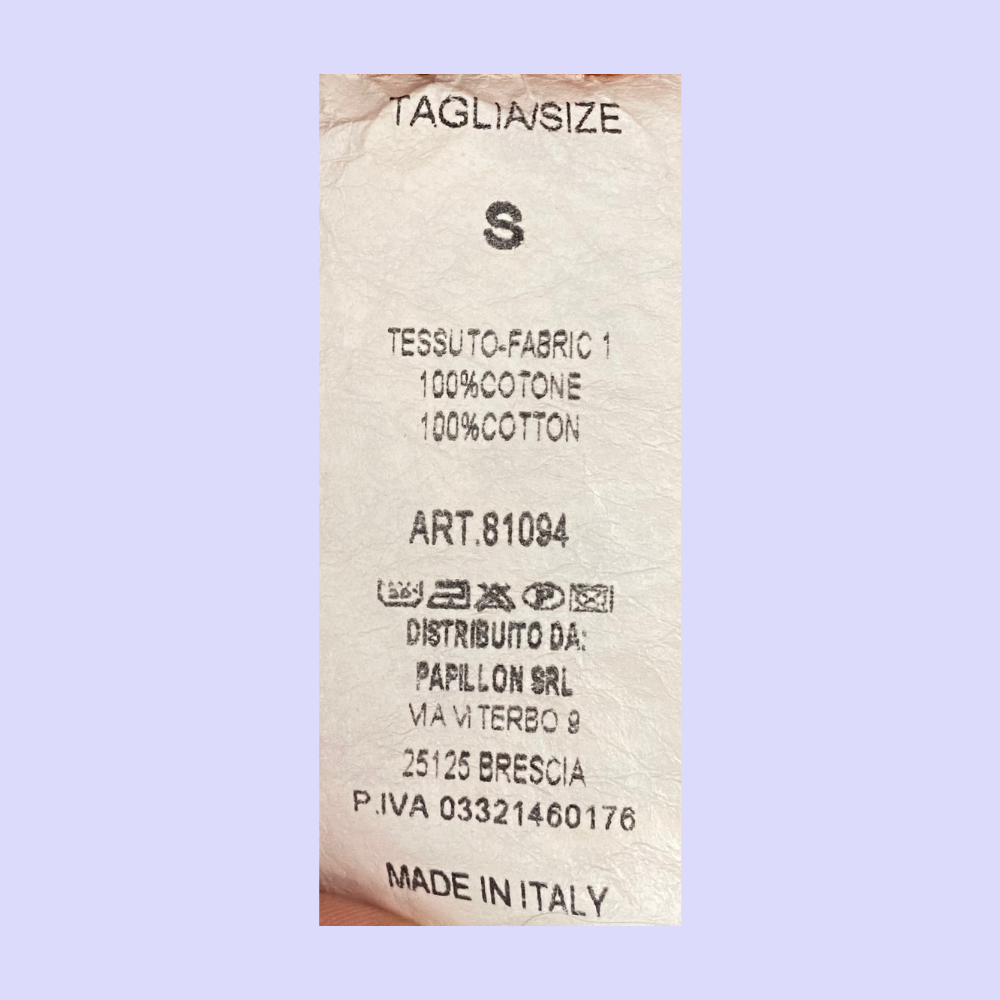 TAGLIA/SIZE
S
TESSUTO-FABRIC 1
100%COTONE
100%COTTON
ART.81094
DISTRIBUITO DA:
PAPILLON SRL
VIA VITERBO 9
25125 BRESCIA
P.IVA 03321460176
MADE IN ITALY